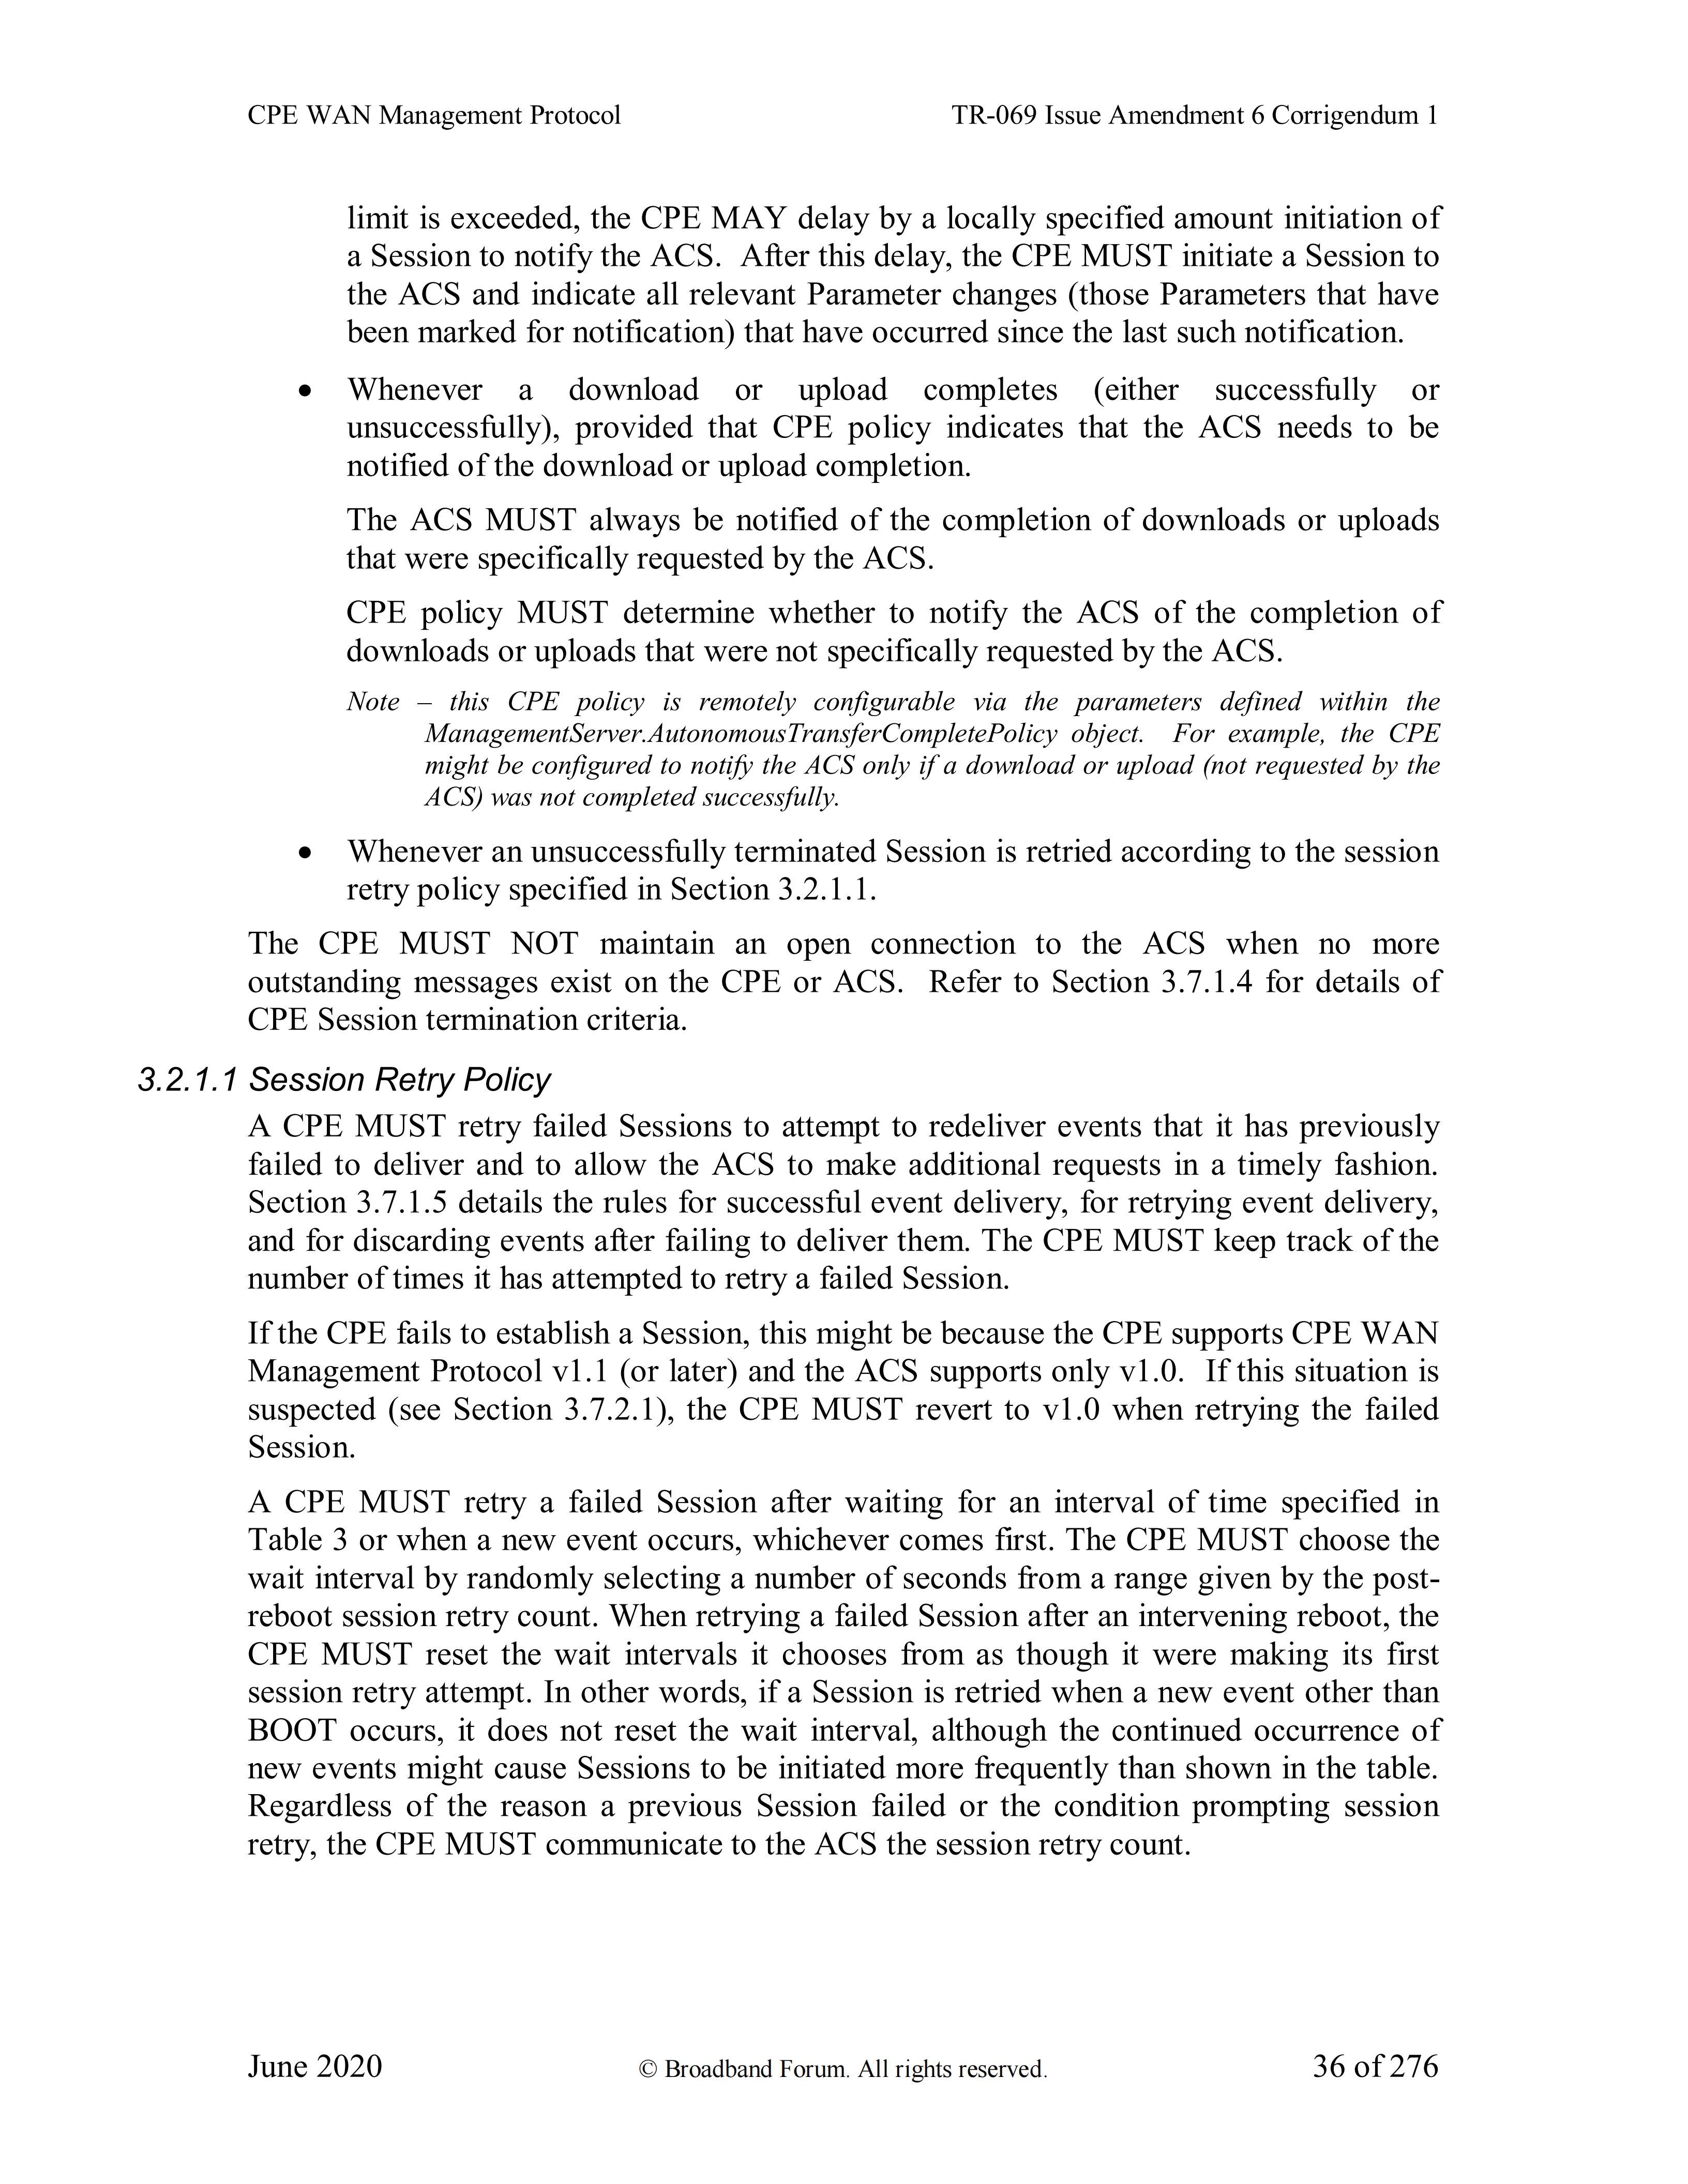 CPE WAN Management Protocol TR-069 Issue Amendment 6 Corrigendum 1
limit is exceeded, the CPE MAY delay by a locally specified amount initiation of
a Session to notify the ACS.  After this delay, the CPE MUST initiate a Session to
the ACS and indicate all relevant Parameter changes (those Parameters that have
been marked for notification) that have occurred since the last such notification.
• Whenever a download or upload completes (either successfully or
unsuccessfully), provided that CPE policy indicates that the ACS needs to be
notified of the download or upload completion.
The ACS MUST always be notified of the completion of downloads or uploads
that were specifically requested by the ACS.
CPE policy MUST determine whether to notify the ACS of the completion of
downloads or uploads that were not specifically requested by the ACS.
Note – this CPE policy is remotely configurable via the parameters defined within the
ManagementServer.AutonomousTransferCompletePolicy object.  For example, the CPE
might be configured to notify the ACS only if a download or upload (not requested by the
ACS) was not completed successfully.
• Whenever an unsuccessfully terminated Session is retried according to the session
retry policy specified in Section 3.2.1.1.
The CPE MUST NOT maintain an open connection to the ACS when no more
outstanding messages exist on the CPE or ACS.  Refer to Section 3.7.1.4 for details of
CPE Session termination criteria.
3.2.1.1 Session Retry Policy
A CPE MUST retry failed Sessions to attempt to redeliver events that it has previously
failed to deliver and to allow the ACS to make additional requests in a timely fashion.
Section 3.7.1.5 details the rules for successful event delivery, for retrying event delivery,
and for discarding events after failing to deliver them. The CPE MUST keep track of the
number of times it has attempted to retry a failed Session.
If the CPE fails to establish a Session, this might be because the CPE supports CPE WAN
Management Protocol v1.1 (or later) and the ACS supports only v1.0.  If this situation is
suspected (see Section 3.7.2.1), the CPE MUST revert to v1.0 when retrying the failed
Session.
A CPE MUST retry a failed Session after waiting for an interval of time specified in
Table 3 or when a new event occurs, whichever comes first. The CPE MUST choose the
wait interval by randomly selecting a number of seconds from a range given by the post-
reboot session retry count. When retrying a failed Session after an intervening reboot, the
CPE MUST reset the wait intervals it chooses from as though it were making its first
session retry attempt. In other words, if a Session is retried when a new event other than
BOOT occurs, it does not reset the wait interval, although the continued occurrence of
new events might cause Sessions to be initiated more frequently than shown in the table.
Regardless of the reason a previous Session failed or the condition prompting session
retry, the CPE MUST communicate to the ACS the session retry count.
June 2020 © Broadband Forum. All rights reserved. 36 of 276